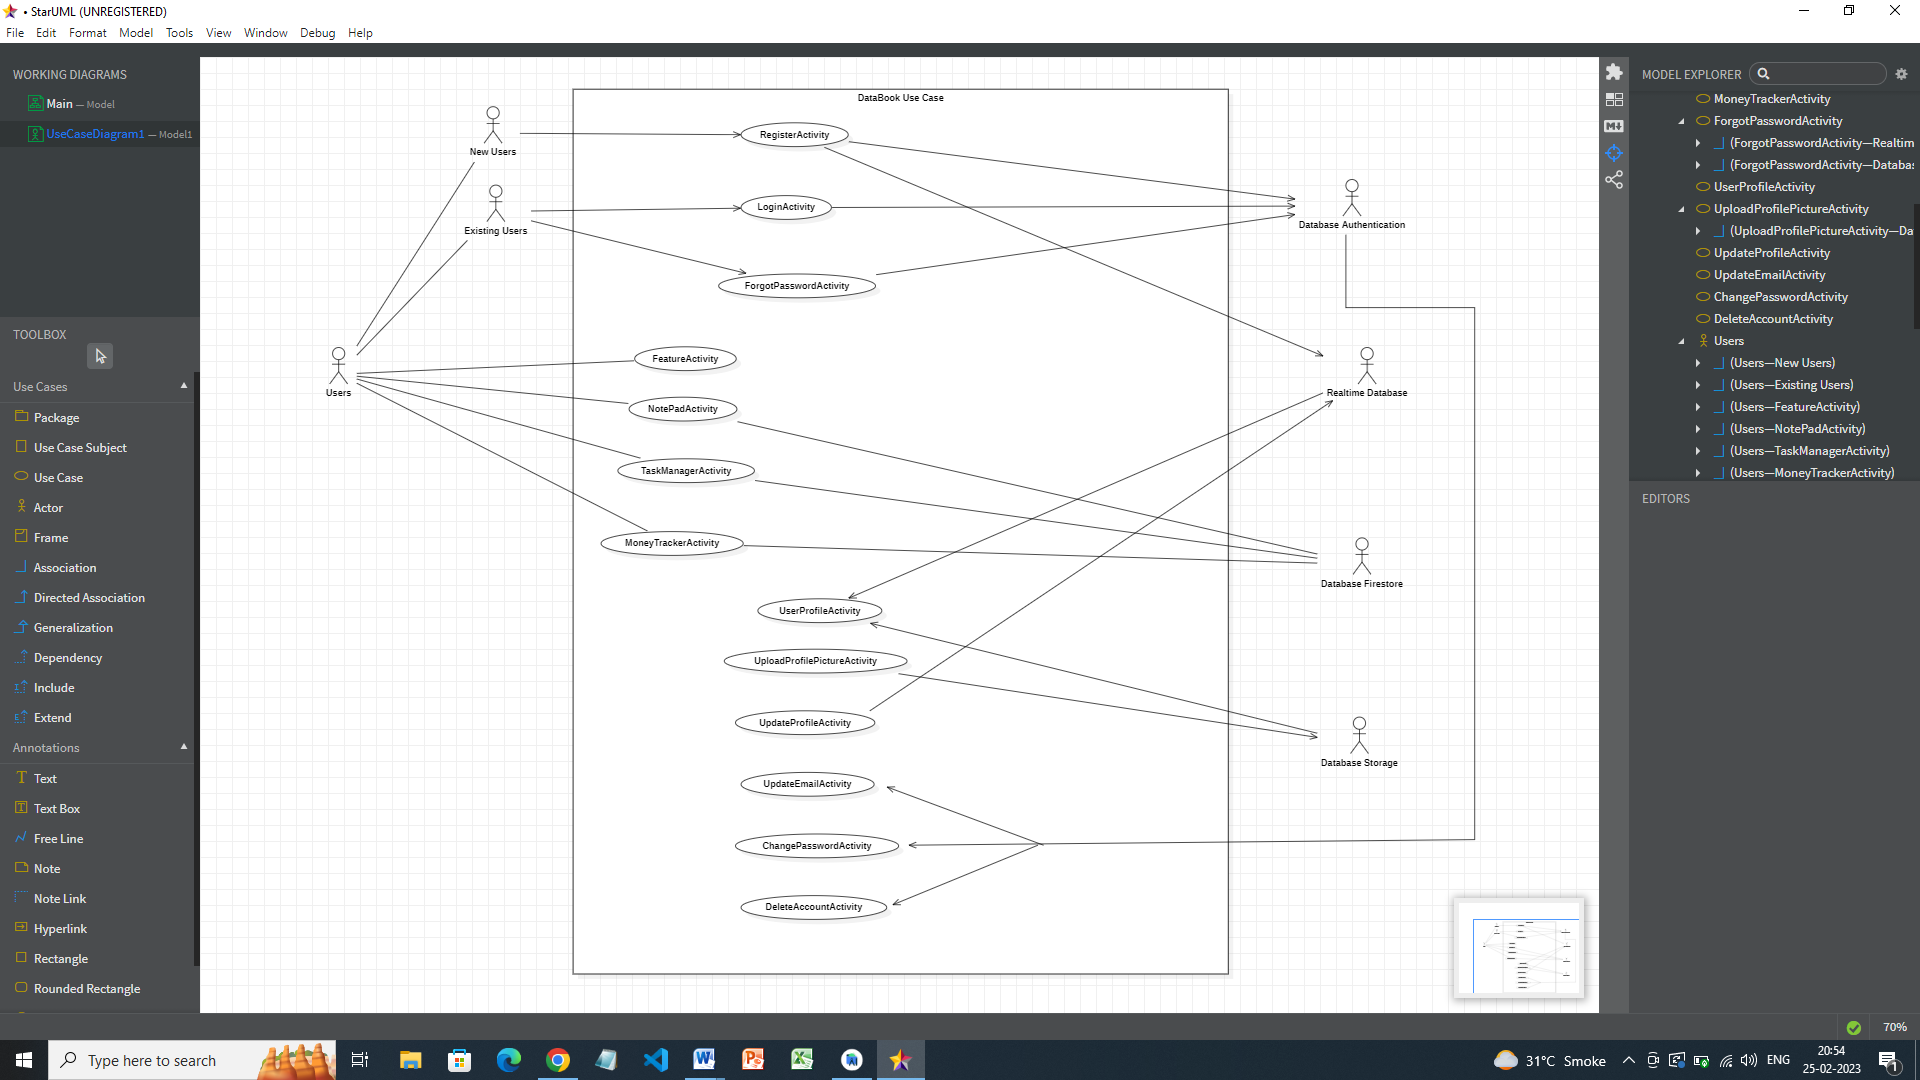 • StarUML (UNREGISTERED)
File Edit Format Model Tools View Window Debug Help
WORKING DIAGRAMS
Main — Model
UseCaseDiagram1 — Model1
TOOLBOX
Use Cases
Package
Use Case Subject
Use Case
Actor
Frame
Association
Directed Association
Generalization
Dependency
Include
Extend
Annotations
Text
Text Box
Free Line
Note
Note Link
Hyperlink
Rectangle
Rounded Rectangle
DataBook Use Case
New Users
RegisterActivity
Existing Users
LoginActivity
Database Authentication
ForgotPasswordActivity
Users
FeatureActivity
Realtime Database
NotePadActivity
TaskManagerActivity
MoneyTrackerActivity
Database Firestore
UserProfileActivity
UploadProfilePictureActivity
UpdateProfileActivity
Database Storage
UpdateEmailActivity
ChangePasswordActivity
DeleteAccountActivity
MODEL EXPLORER
MoneyTrackerActivity
ForgotPasswordActivity
(ForgotPasswordActivity—Realtim
(ForgotPasswordActivity—Databas
UserProfileActivity
UploadProfilePictureActivity
(UploadProfilePictureActivity—Da
UpdateProfileActivity
UpdateEmailActivity
ChangePasswordActivity
DeleteAccountActivity
Users
(Users—New Users)
(Users—Existing Users)
(Users—FeatureActivity)
(Users—NotePadActivity)
(Users—TaskManagerActivity)
(Users—MoneyTrackerActivity)
EDITORS
M↓
70%
Type here to search
31°C Smoke
ENG
20:54
25-02-2023
1